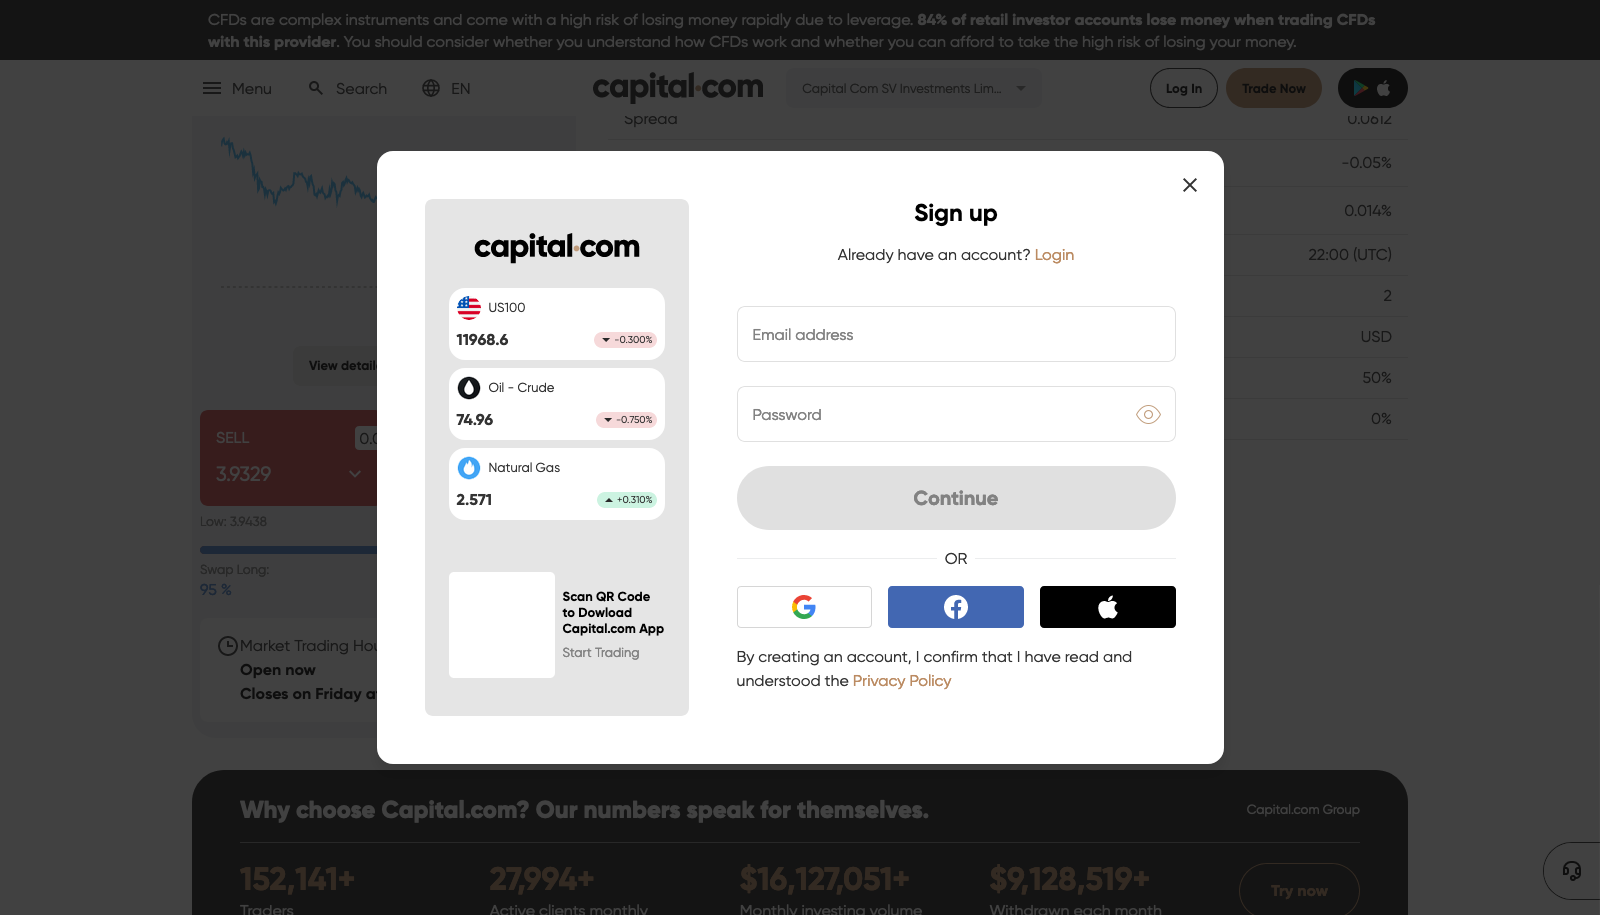 CFDs are complex instruments and come with a high risk of losing money rapidly due to leverage. 84% of retail investor accounts lose money when trading CFDs
with this provider. You should consider whether you understand how CFDs work and whether you can afford to take the high risk of losing your money.
Menu
Search
EN
capital.com
Capital Com SV Investments Lim...
Log In
Trade Now
Spread
0.0612
-0.05%
0.014%
22:00 (UTC)
2
USD
50%
0%
View detail
SELL
3.9329
Low: 3.9438
Swap Long:
95 %
Market Trading Hou
Open now
Closes on Friday a
capital.com
US100
11968.6
-0.300%
Oil - Crude
74.96
-0.750%
Natural Gas
2.571
+0.310%
Scan QR Code
to Dowload
Capital.com App
Start Trading
Sign up
Already have an account? Login
Email address
Password
Continue
OR
By creating an account, I confirm that I have read and
understood the Privacy Policy
Why choose Capital.com? Our numbers speak for themselves.
Capital.com Group
152,141+
27,994+
$16,127,051+
$9,128,519+
Traders
Active clients monthly
Monthly investing volume
Withdrawn each month
Try now